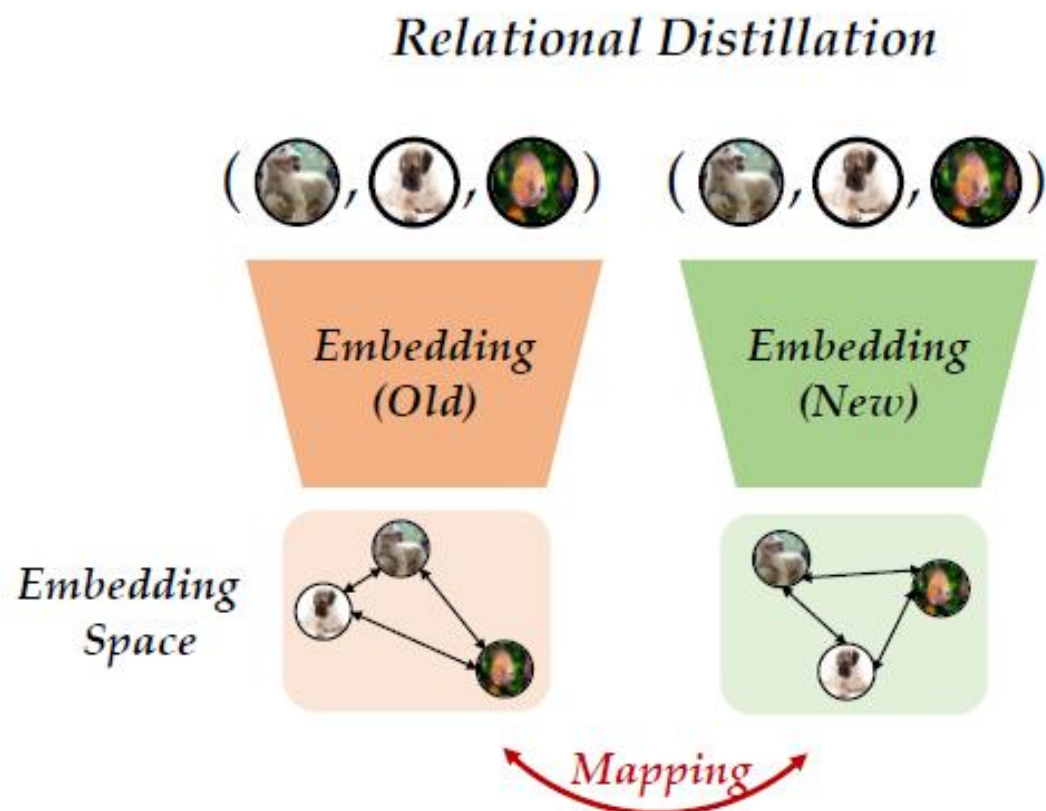 Relational Distillation
( , , ) ( , , )
Embedding
(Old)
Embedding
(New)
Embedding
Space
Mapping